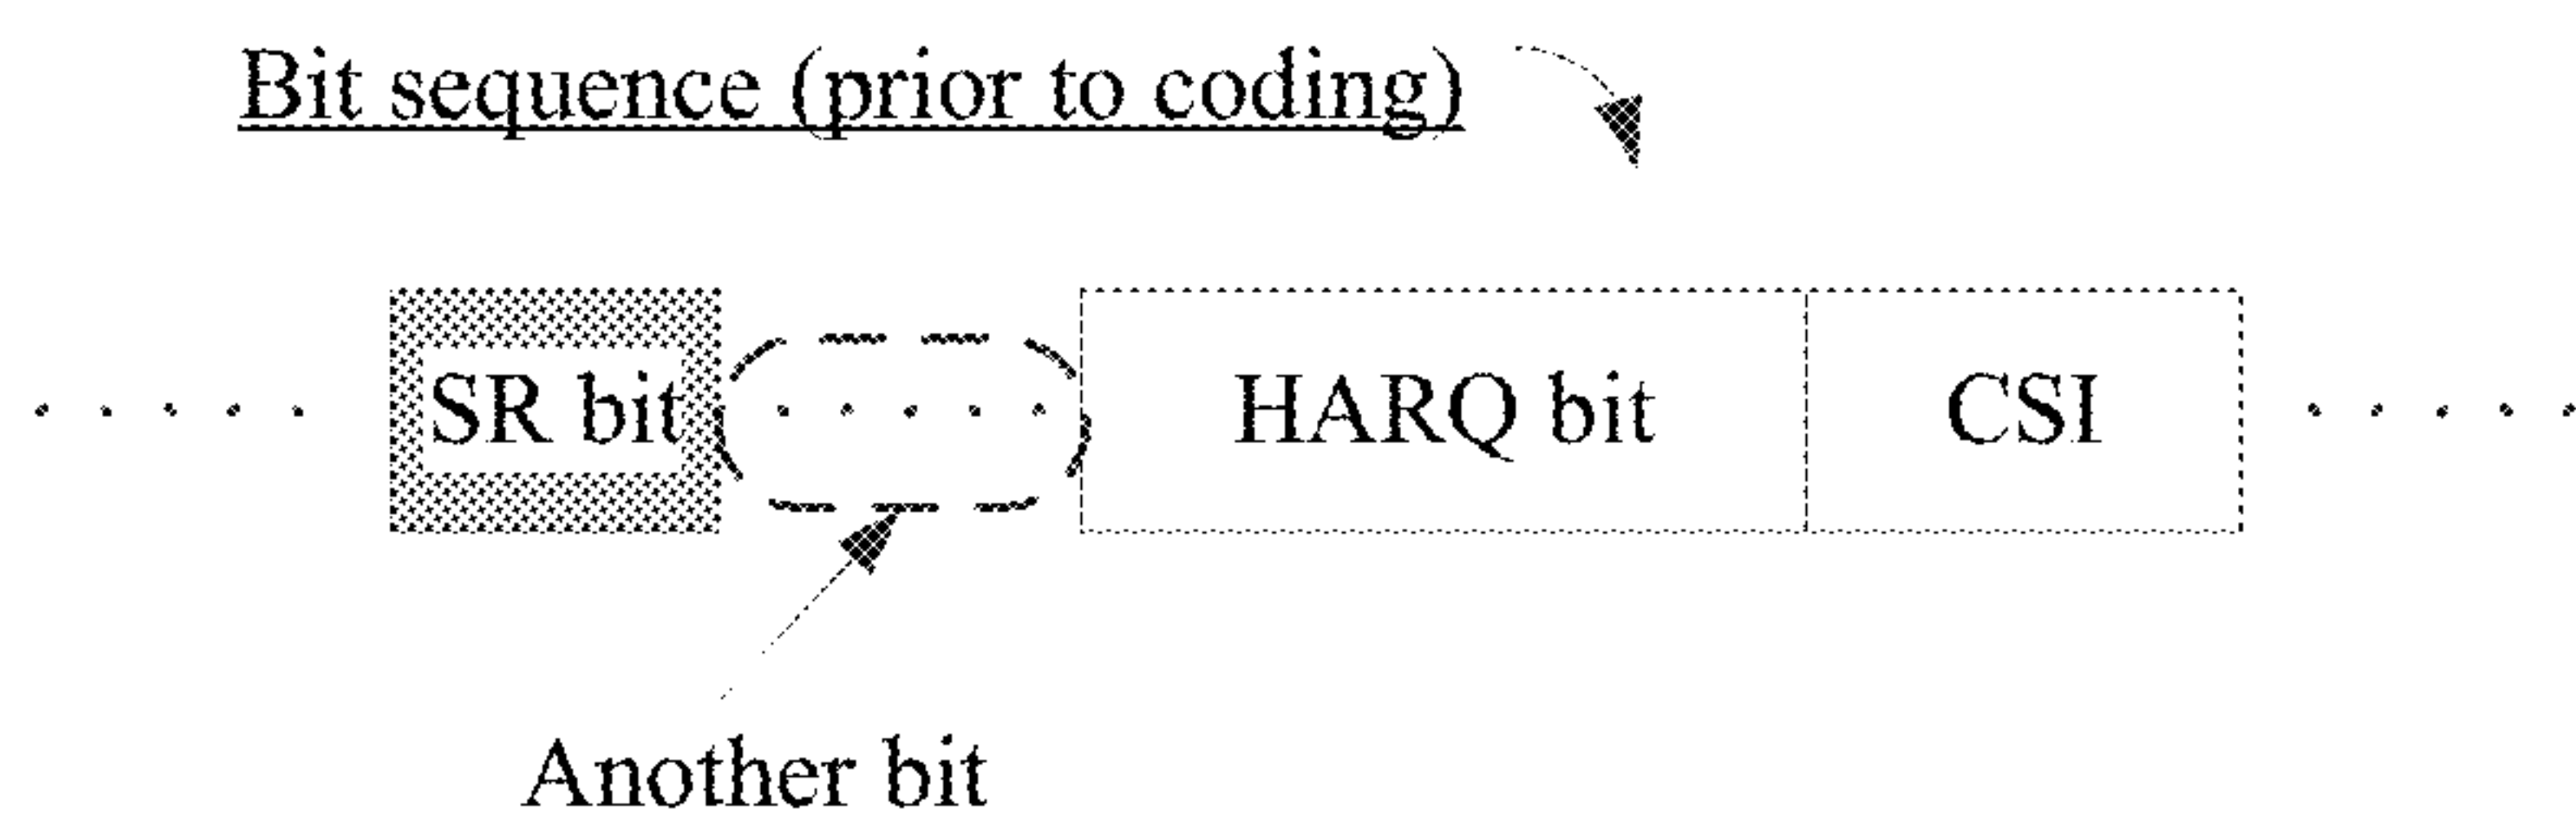 Bit sequence (prior to coding)
. . . . . SR bit . . . . . HARQ bit CSI . . . . .
Another bit